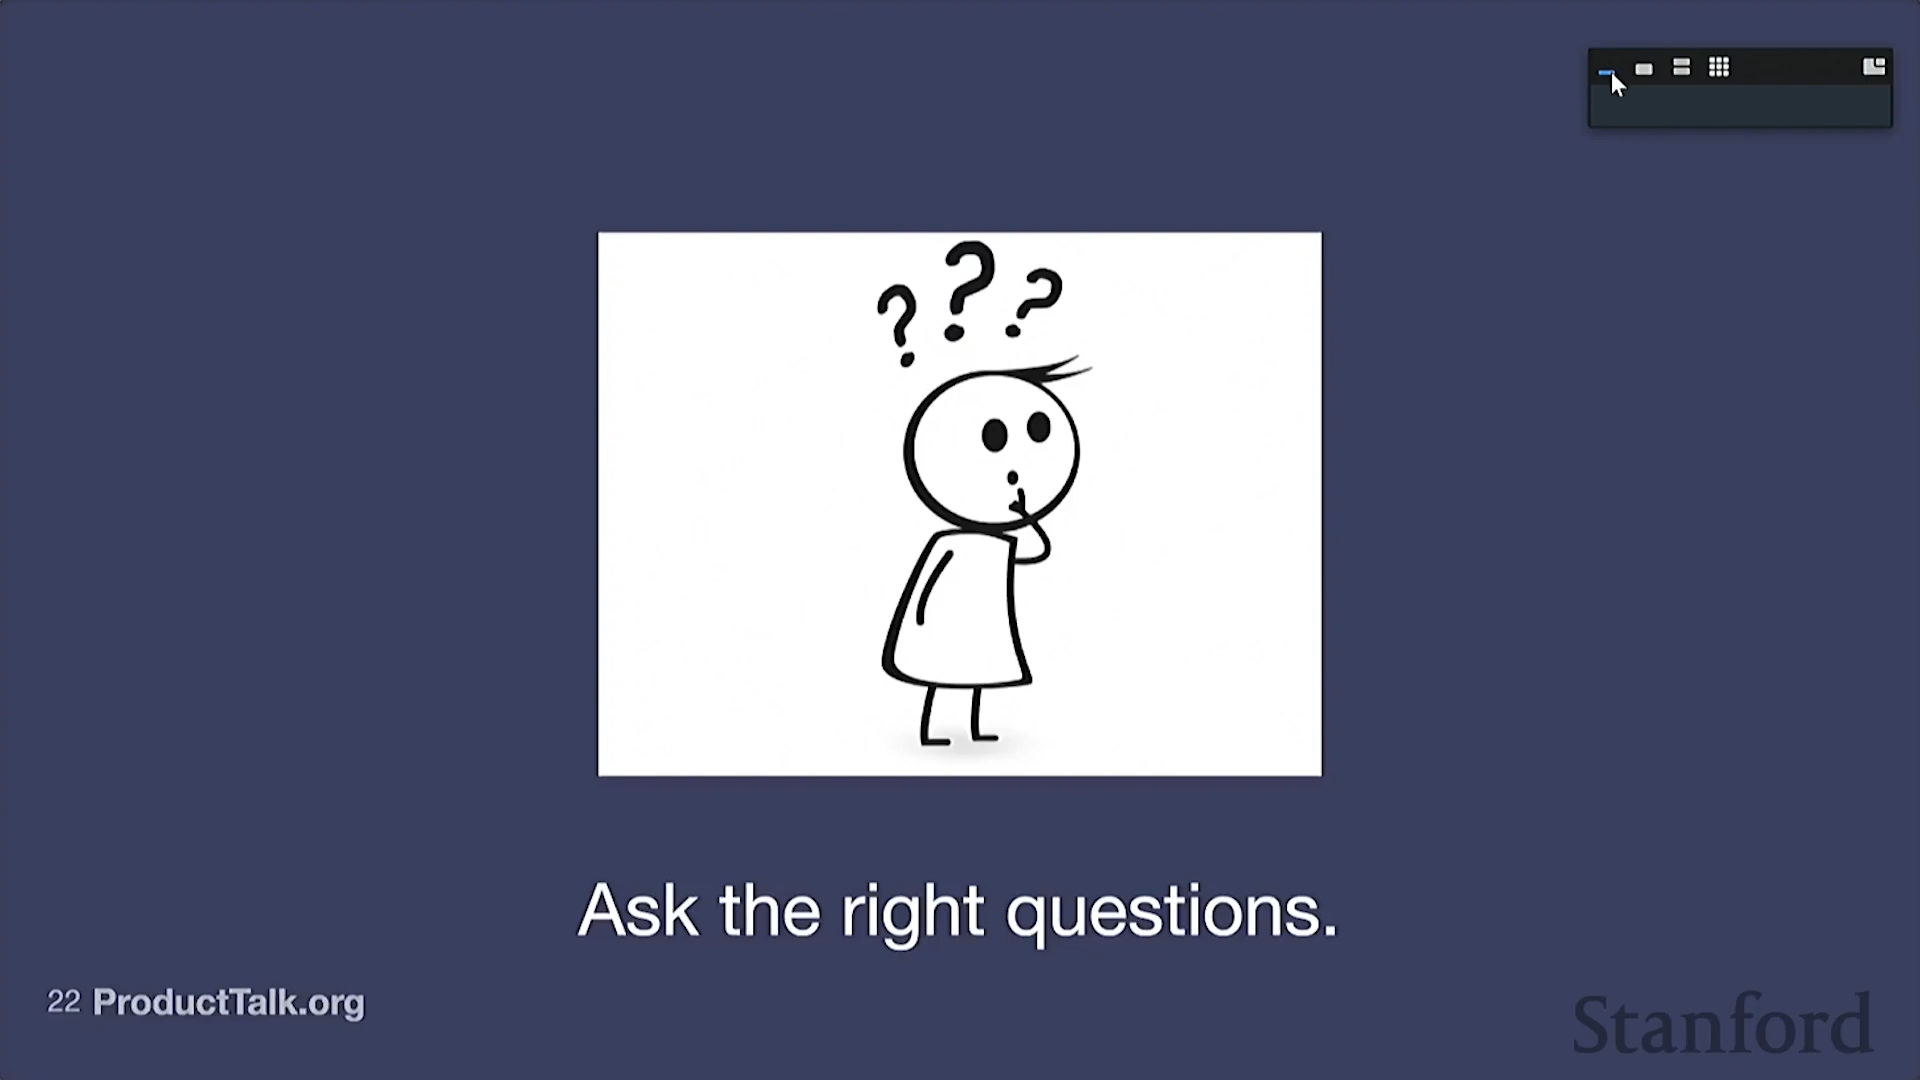 ? ? ?
Ask the right questions.
22 ProductTalk.org
Stanford